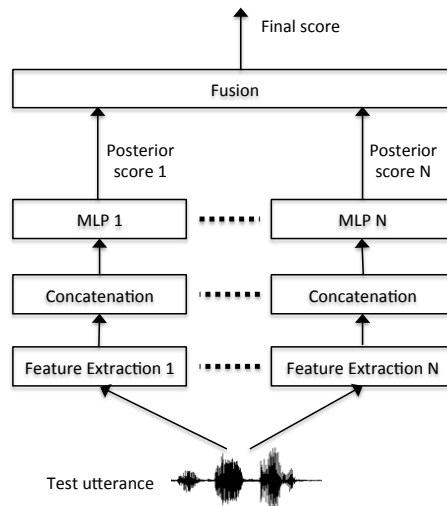 Final score
Fusion
Posterior
score 1
Posterior
score N
MLP 1
MLP N
Concatenation
Concatenation
Feature Extraction 1
Feature Extraction N
Test utterance